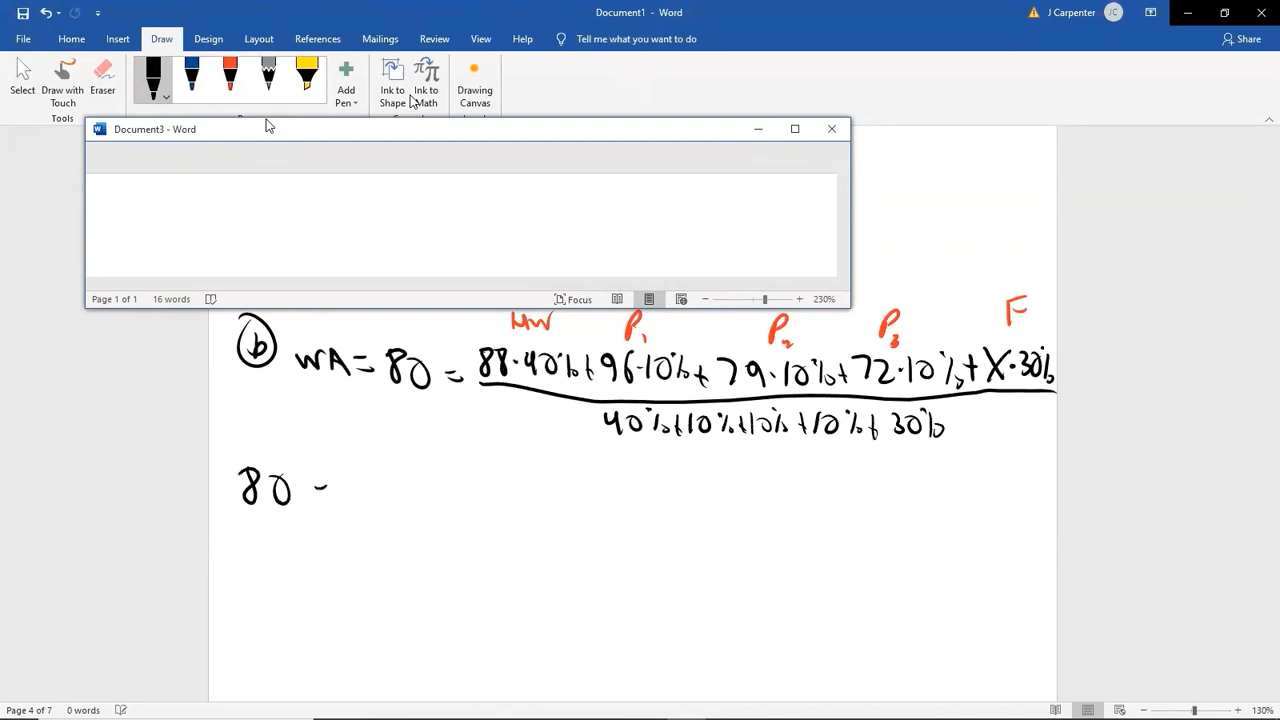 Document1 - Word
J Carpenter
JC
File Home Insert Draw Design Layout References Mailings Review View Help Tell me what you want to do
Share
Select
Draw with Touch
Eraser
Add Pen
Ink to Shape
Ink to Math
Drawing Canvas
Tools
Document3 - Word
Page 1 of 1 16 words
Focus
230%
HW P1 P2 P3 F
b WA = 80 = 88·40%+96·10%+79·10%+72·10%+X·30%
40%+10%+10%+10%+30%
80 -
Page 4 of 7 0 words
130%